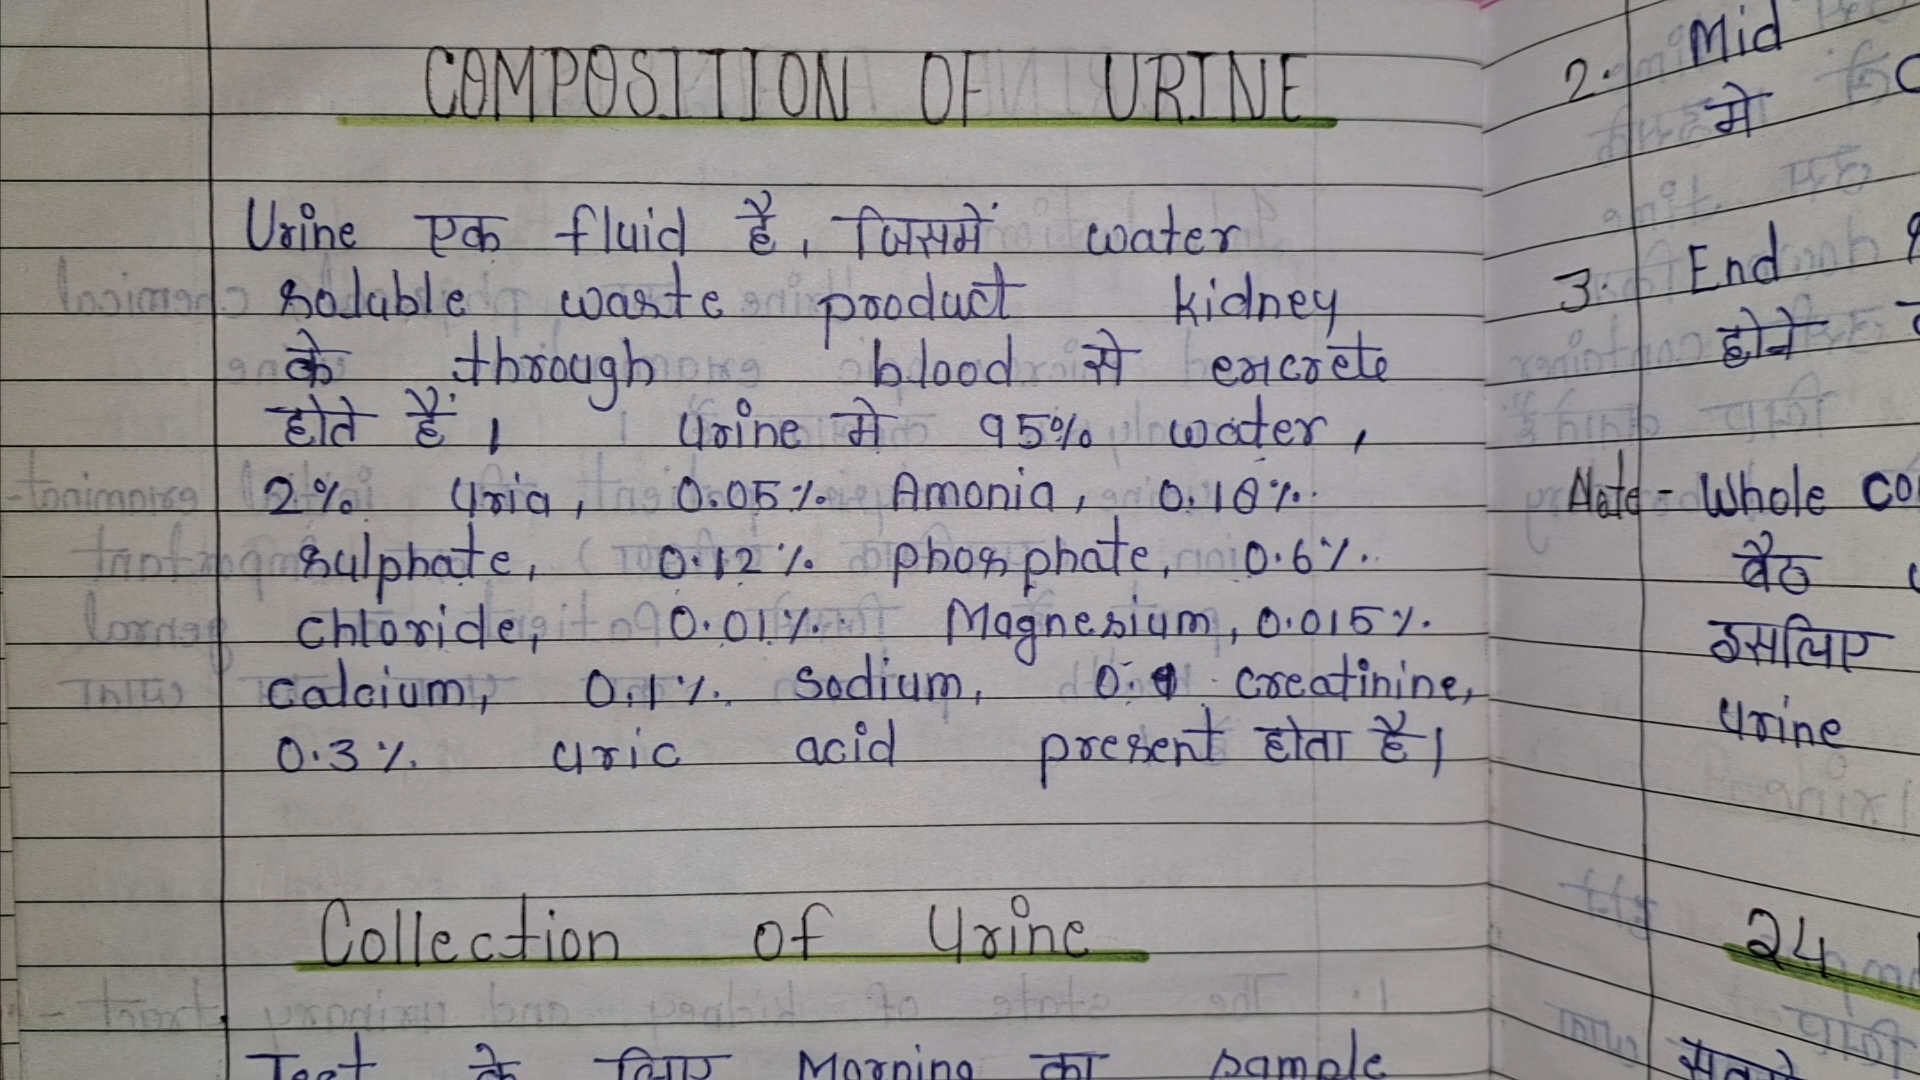 COMPOSITION OF URINE
Urine एक fluid है, जिसमें water
soluble waste product kidney
के through blood से excrete
होते हैं। urine मे 95% water,
2% Uria, 0.05% Amonia, 0.18%
sulphate, 0.12% phosphate, 0.6%
chloride, 0.01% Magnesium, 0.015%
calcium, 0.1% sodium, creatinine,
0.3% uric acid present होता है।
Collection of Urine
Test के लिए Morning का sample
2. Mid
मे
3. End
होने
Note - Whole
बैठ
इसलिए
urine
24